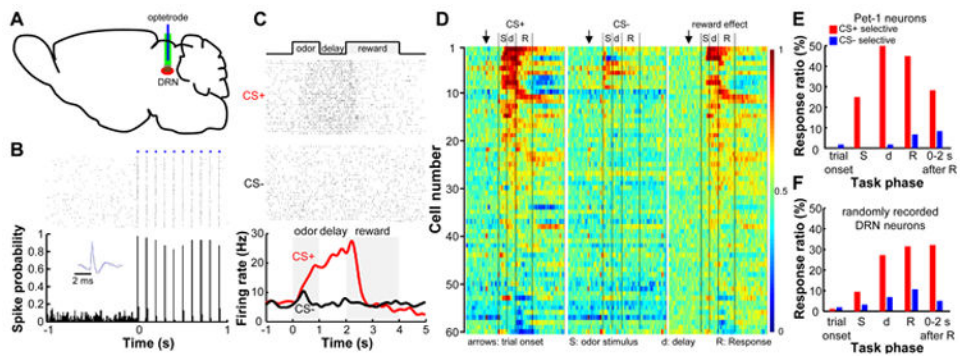 A
optetrode
DRN
B
Spike probability
1.0
0.8
0.6
0.4
0.2
0
2 ms
-1
0
1
Time (s)
C
odor delay reward
CS+
CS-
odor delay reward
Firing rate (Hz)
30
20
10
0
CS+
CS-
-1 0 1 2 3 4 5
Time (s)
D
CS+ CS- reward effect
S d R S d R S d R
Cell number
1
10
20
30
40
50
60
1
0.5
0
arrows: trial onset S: odor stimulus d: delay R: Response
E
Pet-1 neurons
CS+ selective
CS- selective
Response ratio (%)
50
40
30
20
10
0
trial onset S d R 0-2 s after R
Task phase
F
randomly recorded
DRN neurons
Response ratio (%)
50
40
30
20
10
0
trial onset S d R 0-2 s after R
Task phase